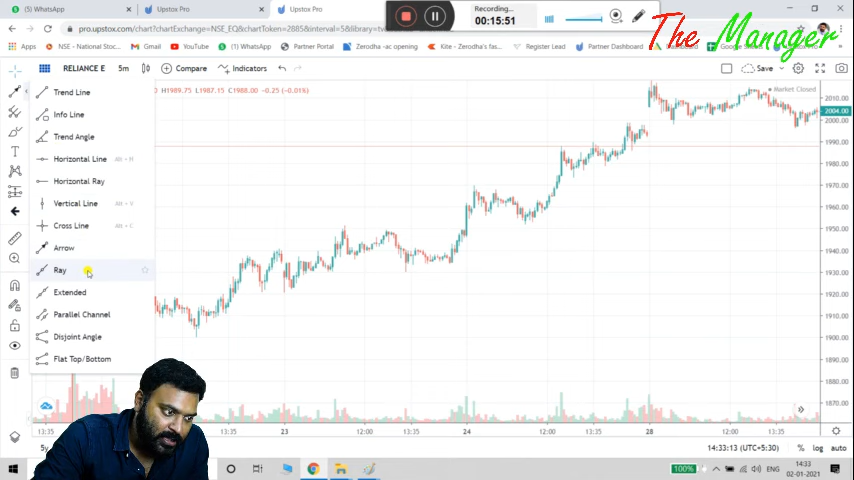 WhatsApp
Upstox Pro
Upstox Pro
Recording...
00:15:51
The Manager
pro.upstox.com/chart?chartExchange=NSE_EQ&chartToken=2885&interval=5&library=tv
Apps
NSE - National Stoc...
Gmail
YouTube
(1) WhatsApp
Partner Portal
Zerodha -ac opening
Kite - Zerodha's fas...
Register Lead
Partner Dashboard
RELIANCE E
5m
Compare
Indicators
Save
H1989.75 L1987.15 C1988.00 -0.25 (-0.01%)
Market Closed
Trend Line
Info Line
Trend Angle
Horizontal Line Alt + H
Horizontal Ray
Vertical Line Alt + V
Cross Line Alt + C
Arrow
Ray
Extended
Parallel Channel
Disjoint Angle
Flat Top/Bottom
2010.00
2004.00
2000.00
1990.00
1980.00
1970.00
1960.00
1950.00
1940.00
1930.00
1920.00
1910.00
1900.00
1890.00
1880.00
1870.00
13:35
13:35
23
12:00
13:35
24
12:00
13:35
28
12:00
13:35
5y
14:33:13 (UTC+5:30)
%
log
auto
100%
ENG
14:33
02-01-2021